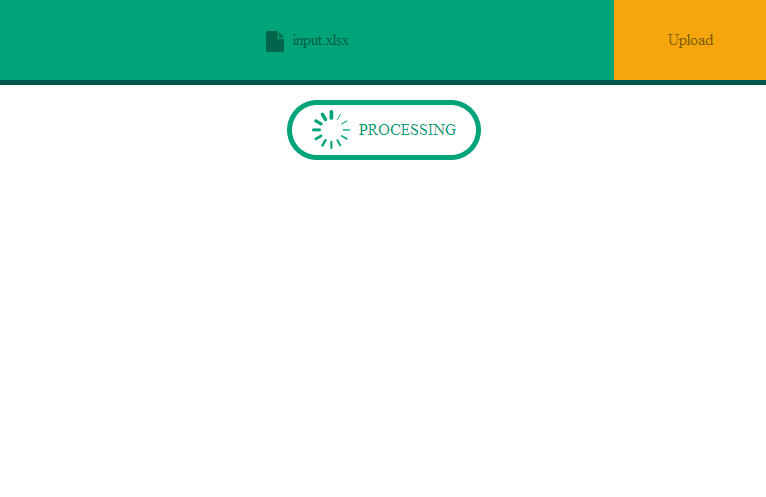 input.xlsx
Upload
PROCESSING